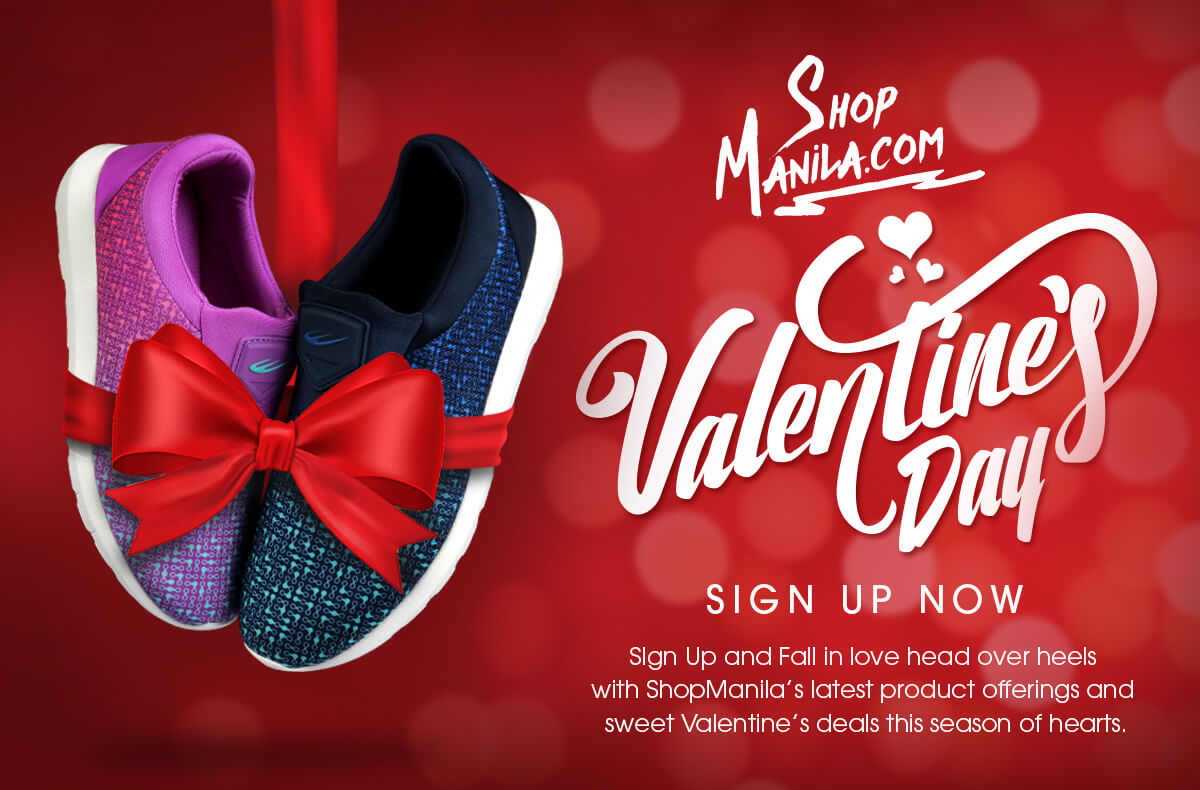 SHOP
MANILA.COM
Valentine's
Day
SIGN UP NOW
SIgn Up and Fall in love head over heels
with ShopManila's latest product offerings and
sweet Valentine's deals this season of hearts.